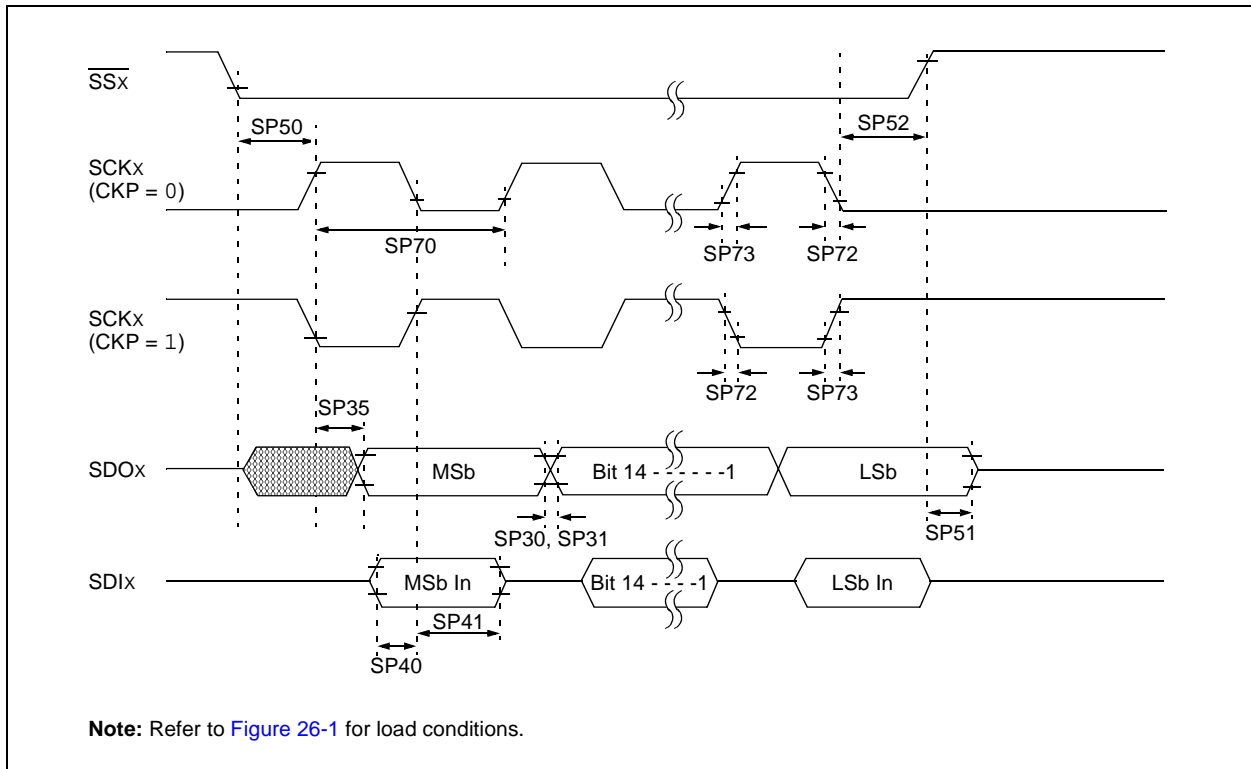 SSX
SP50
SP52
SCKX
(CKP = 0)
SP70
SP73
SP72
SCKX
(CKP = 1)
SP72
SP73
SP35
SDOX
MSb
Bit 14 - - - - - -1
LSb
SP30, SP31
SP51
SDIX
MSb In
Bit 14 - - - -1
LSb In
SP41
SP40
Note: Refer to Figure 26-1 for load conditions.